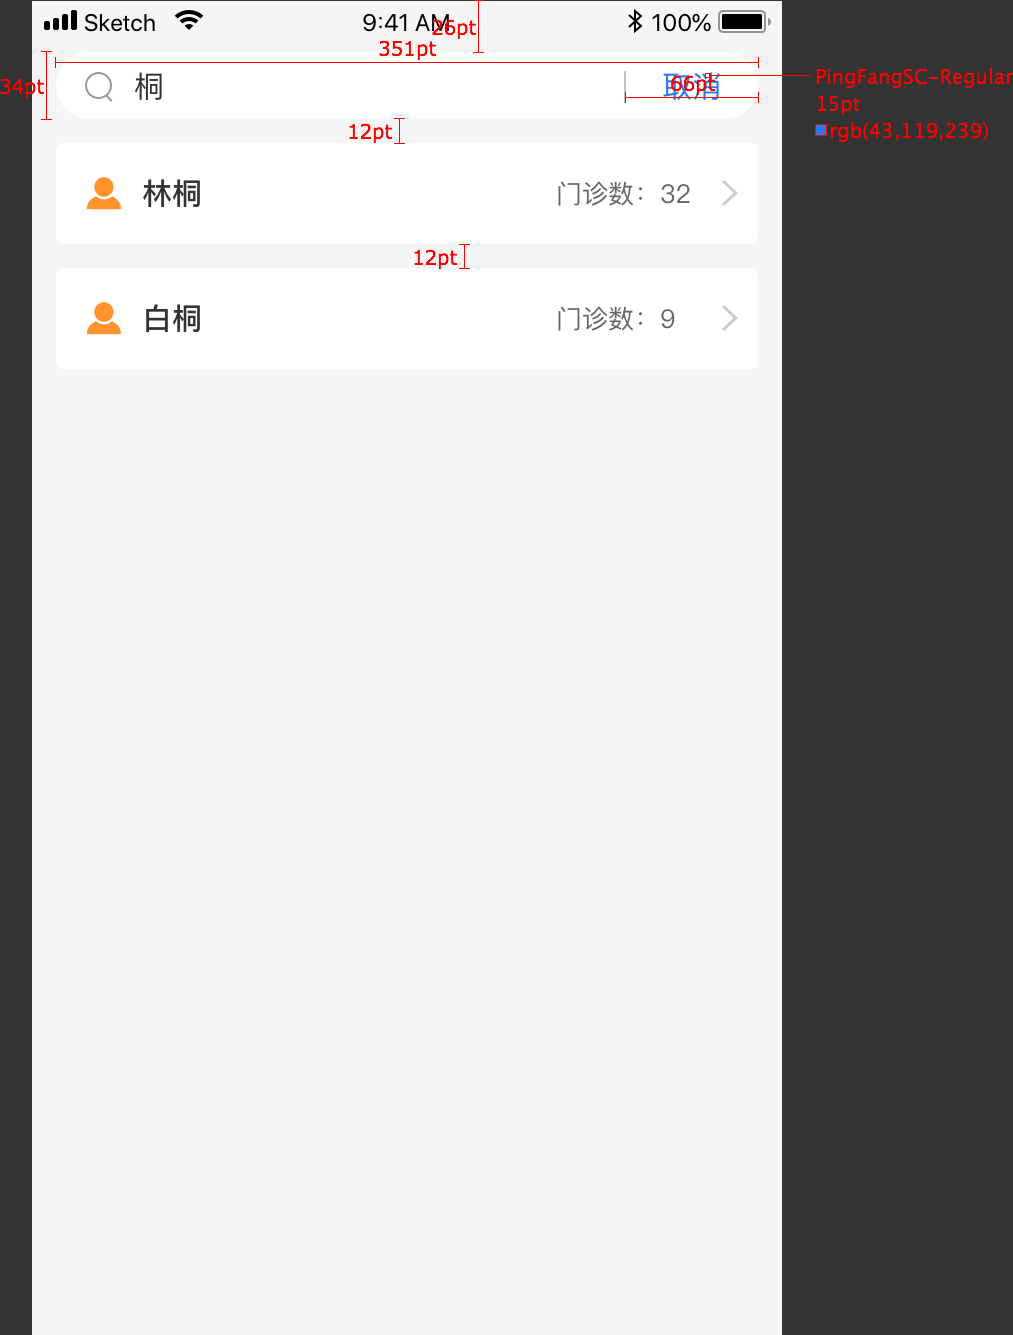 Sketch 9:41 AM 100%
26pt
351pt
34pt
桐 取消
66pt
PingFangSC-Regular
15pt
rgb(43,119,239)
12pt
林桐 门诊数：32
12pt
白桐 门诊数：9